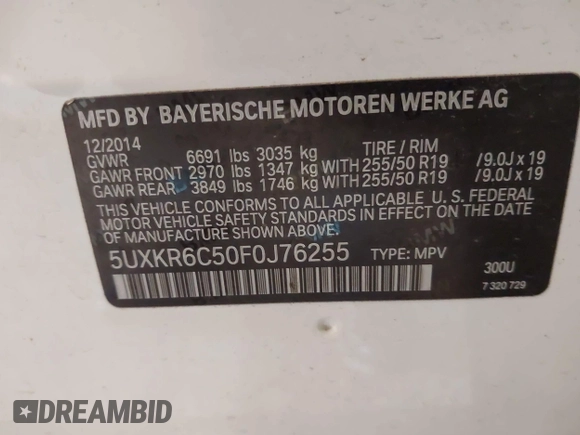 MFD BY BAYERISCHE MOTOREN WERKE AG
12/2014 TIRE / RIM
GVWR 6691 lbs 3035 kg
GAWR FRONT 2970 lbs 1347 kg WITH 255/50 R19 /9.0J x 19
GAWR REAR 3849 lbs 1746 kg WITH 255/50 R19 /9.0J x 19
THIS VEHICLE CONFORMS TO ALL APPLICABLE U. S. FEDERAL
MOTOR VEHICLE SAFETY STANDARDS IN EFFECT ON THE DATE
OF MANUFACTURE SHOWN ABOVE.
5UXKR6C50F0J76255 TYPE: MPV
300U
7 320 729
DREAMBID